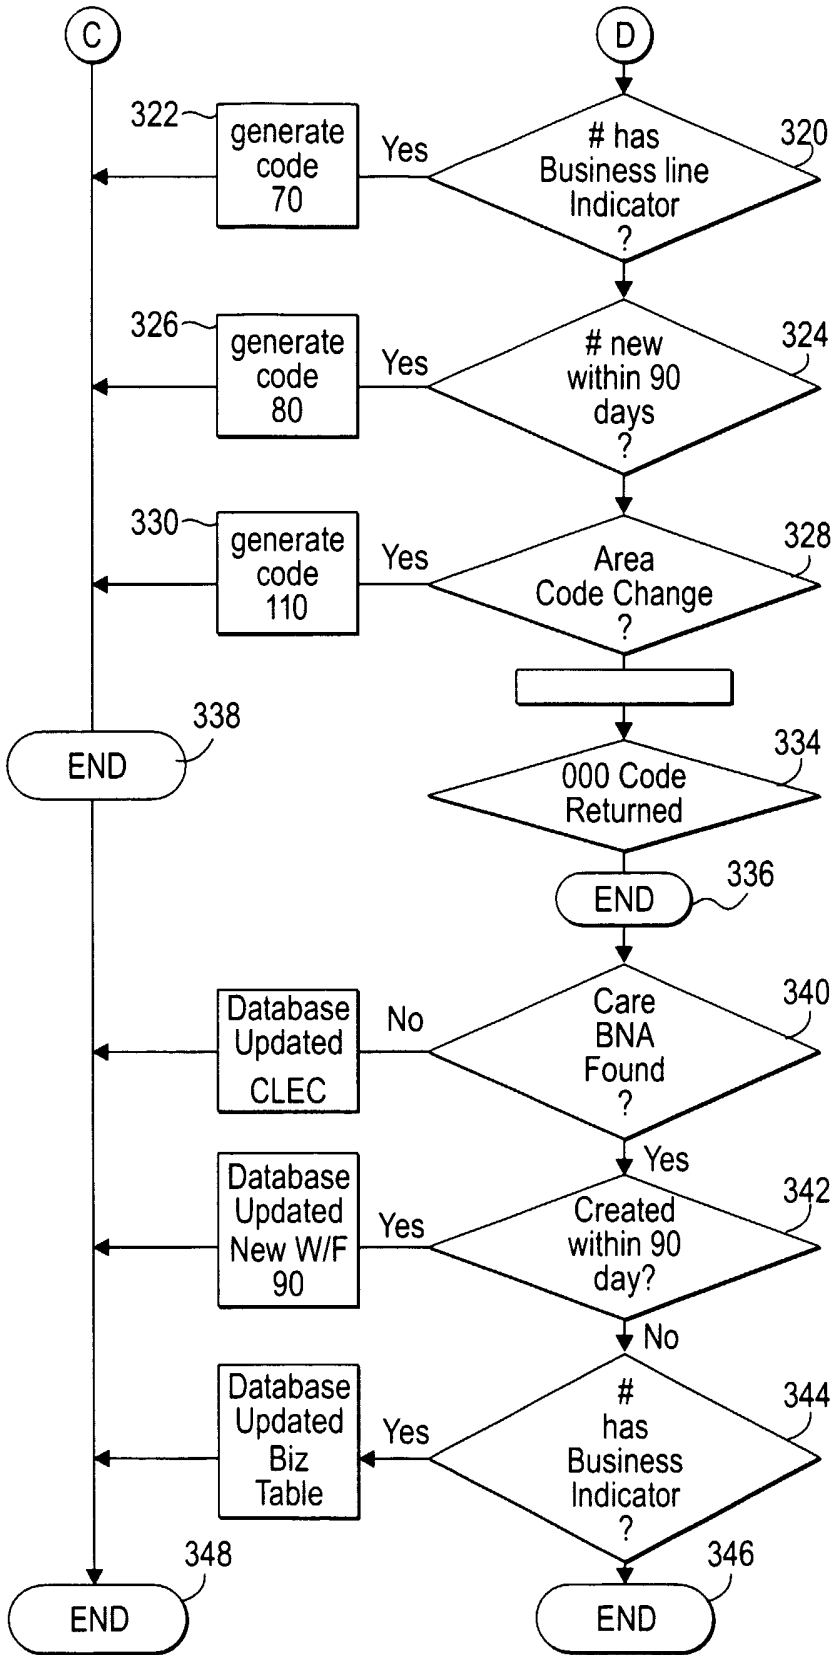 C
D
322
generate
code
70
Yes
# has
Business line
Indicator
?
320
326
generate
code
80
Yes
# new
within 90
days
?
324
330
generate
code
110
Yes
Area
Code Change
?
328
END
338
000 Code
Returned
334
END
336
Database
Updated
CLEC
No
Care
BNA
Found
?
340
Yes
Database
Updated
New W/F
90
Yes
Created
within 90
day?
342
No
Database
Updated
Biz
Table
Yes
#
has
Business
Indicator
?
344
END
348
END
346